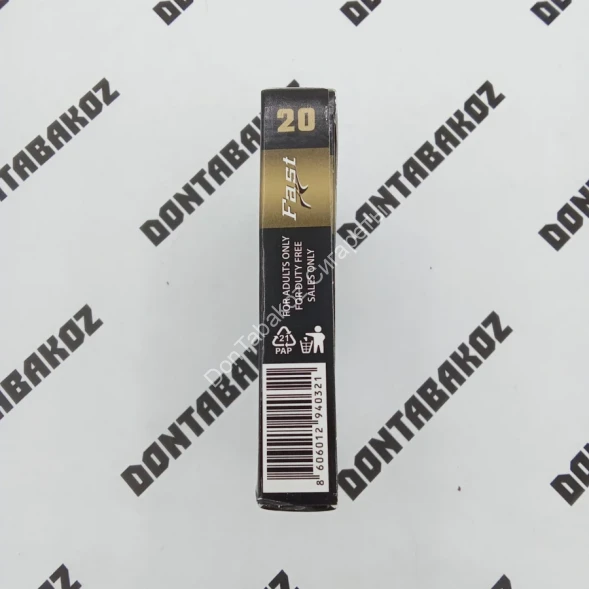 DONTABAKOZ
DONTABAKOZ
DONTABAKOZ
DONTABAKOZ
DONTABAKOZ
DONTABAKOZ
20
Fast
FOR ADULTS ONLY
FOR DUTY FREE
SALES ONLY
21
PAP
8 606012 940321